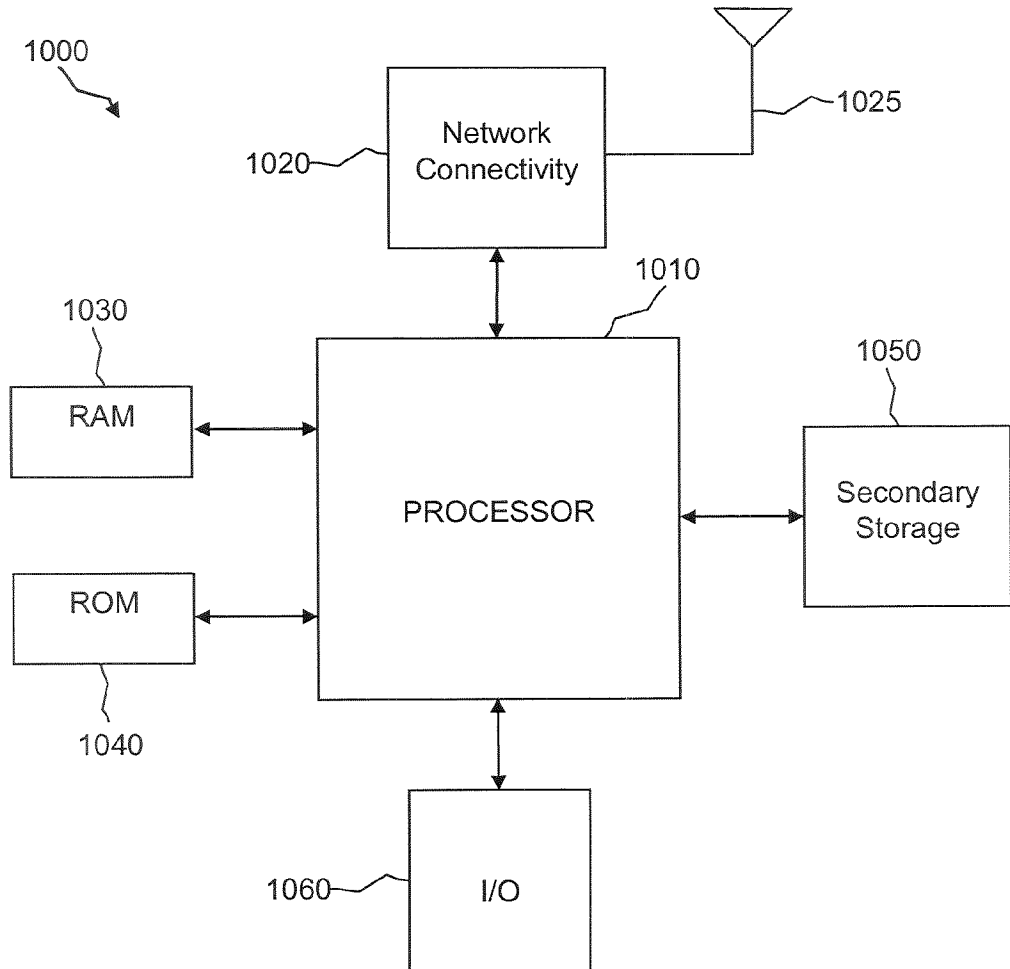 1000
Network
Connectivity
1020
1025
1010
1030
RAM
1050
PROCESSOR
Secondary
Storage
ROM
1040
1060
I/O